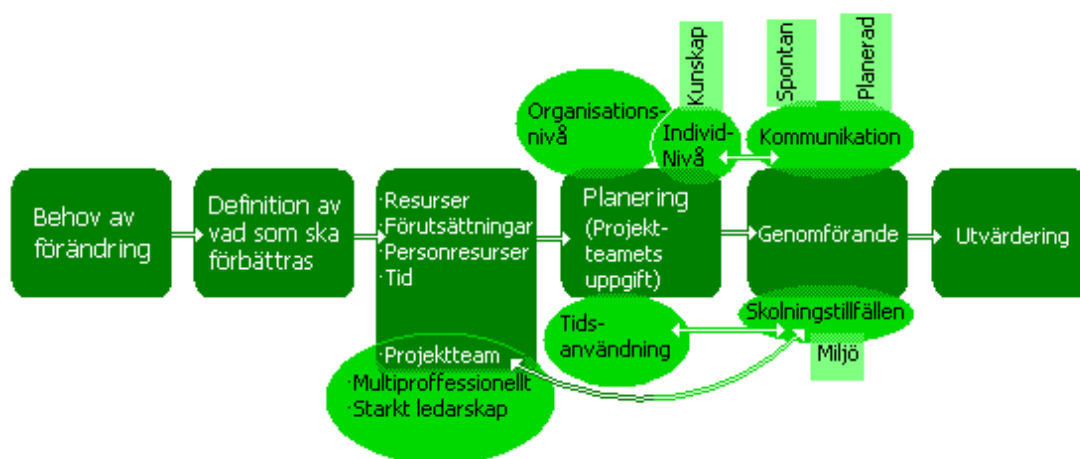 Behov av
förändring
Definition av
vad som ska
förbättras
·Resurser
·Förutsättningar
·Personresurser
·Tid
·Projektteam
·Multiproffessionellt
·Starkt ledarskap
Organisations-
nivå
Kunskap
Individ-
Nivå
Planering
(Projekt-
teamets
uppgift)
Tids-
användning
Spontan
Planerad
Kommunikation
Genomförande
Skolningstillfällen
Miljö
Utvärdering